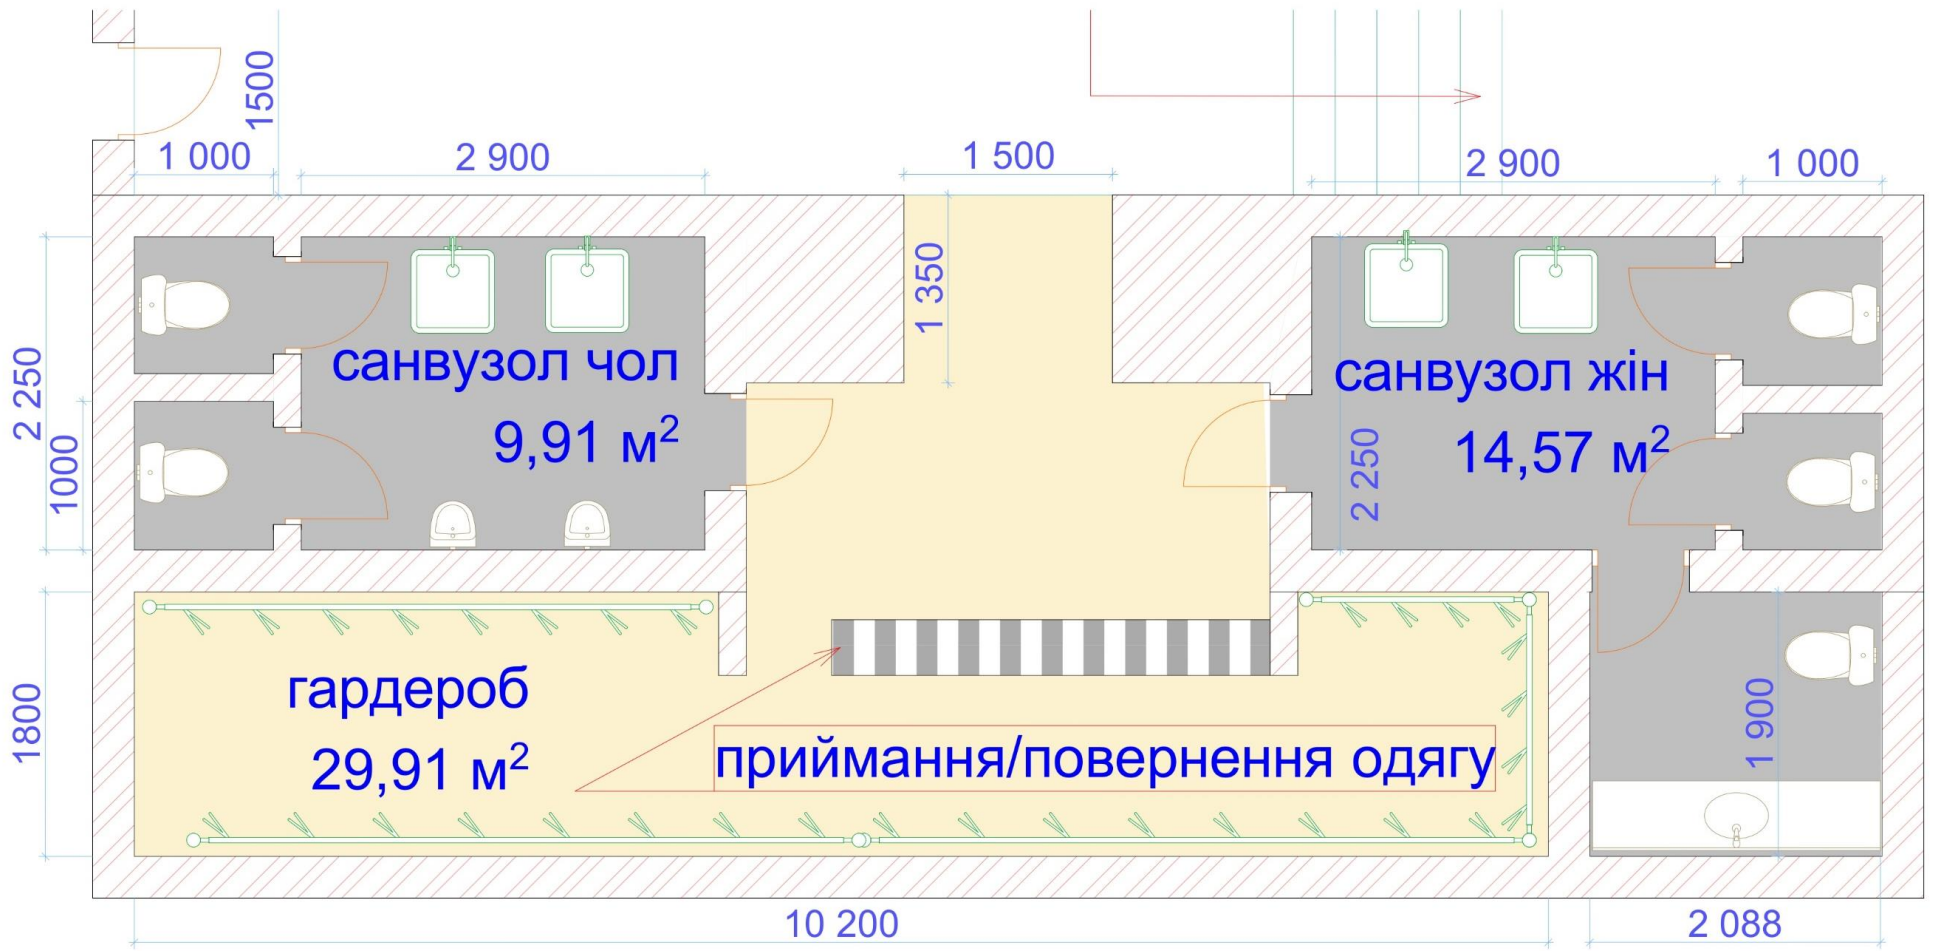 1500
1 000
2 900
1 500
2 900
1 000
1 350
2 250
1000
санвузол чол
9,91 м²
санвузол жін
14,57 м²
2 250
1800
гардероб
29,91 м²
приймання/повернення одягу
1 900
10 200
2 088